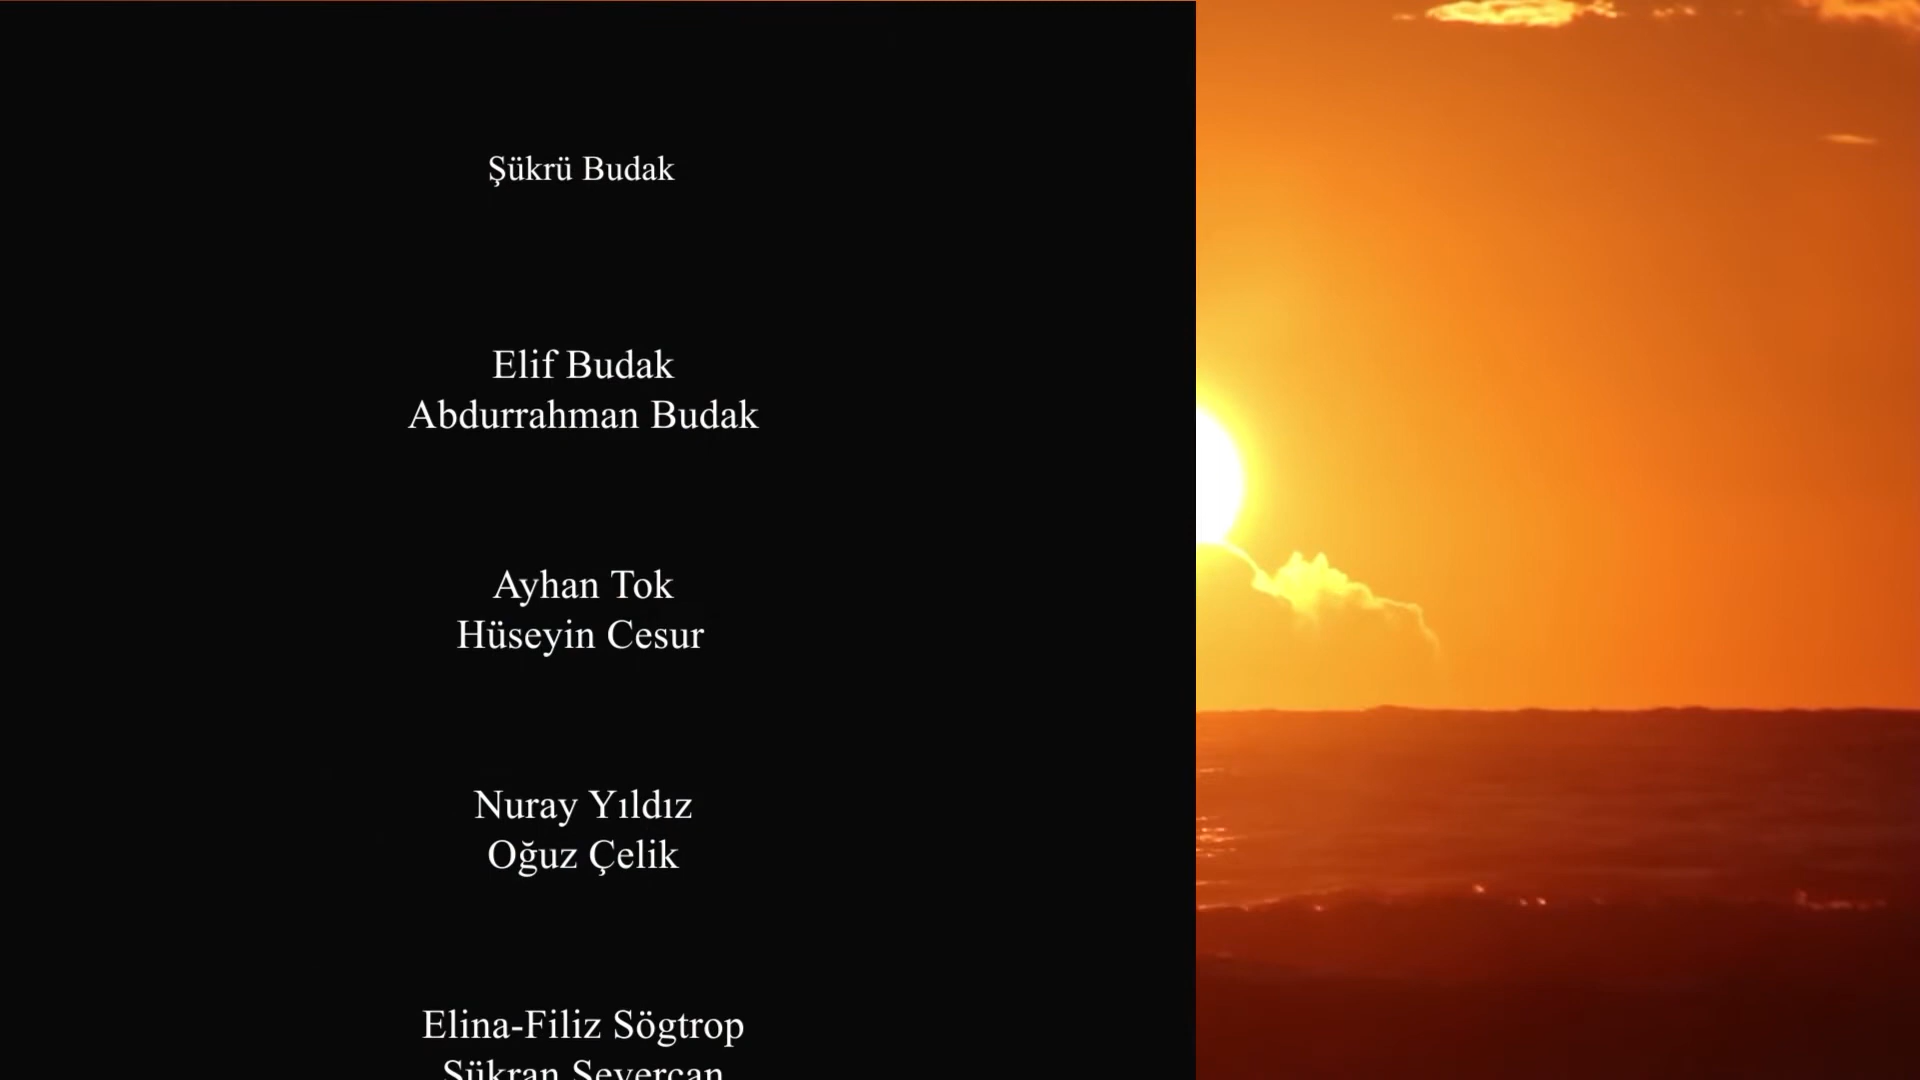 Şükrü Budak
Elif Budak
Abdurrahman Budak
Ayhan Tok
Hüseyin Cesur
Nuray Yıldız
Oğuz Çelik
Elina-Filiz Sögtrop